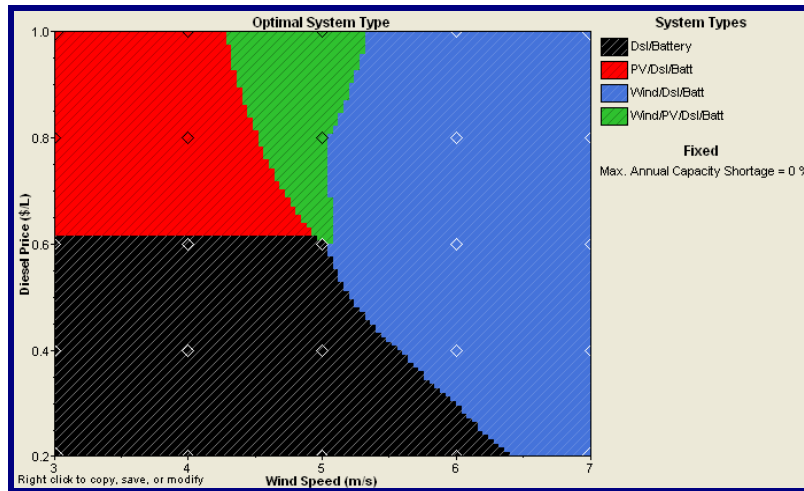 Optimal System Type
System Types
Dsl/Battery
PV/Dsl/Batt
Wind/Dsl/Batt
Wind/PV/Dsl/Batt
Fixed
Max. Annual Capacity Shortage = 0 %
Diesel Price ($/L)
1.0
0.8
0.6
0.4
0.2
3
4
5
6
7
Wind Speed (m/s)
Right click to copy, save, or modify